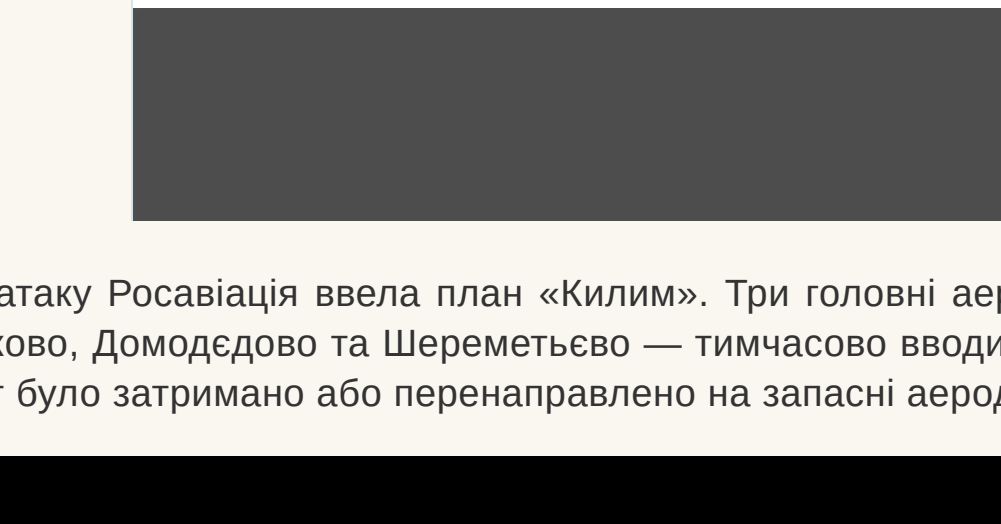 атаку Росавіація ввела план «Килим». Три головні аер
ково, Домодєдово та Шереметьєво — тимчасово вводи
було затримано або перенаправлено на запасні аерод